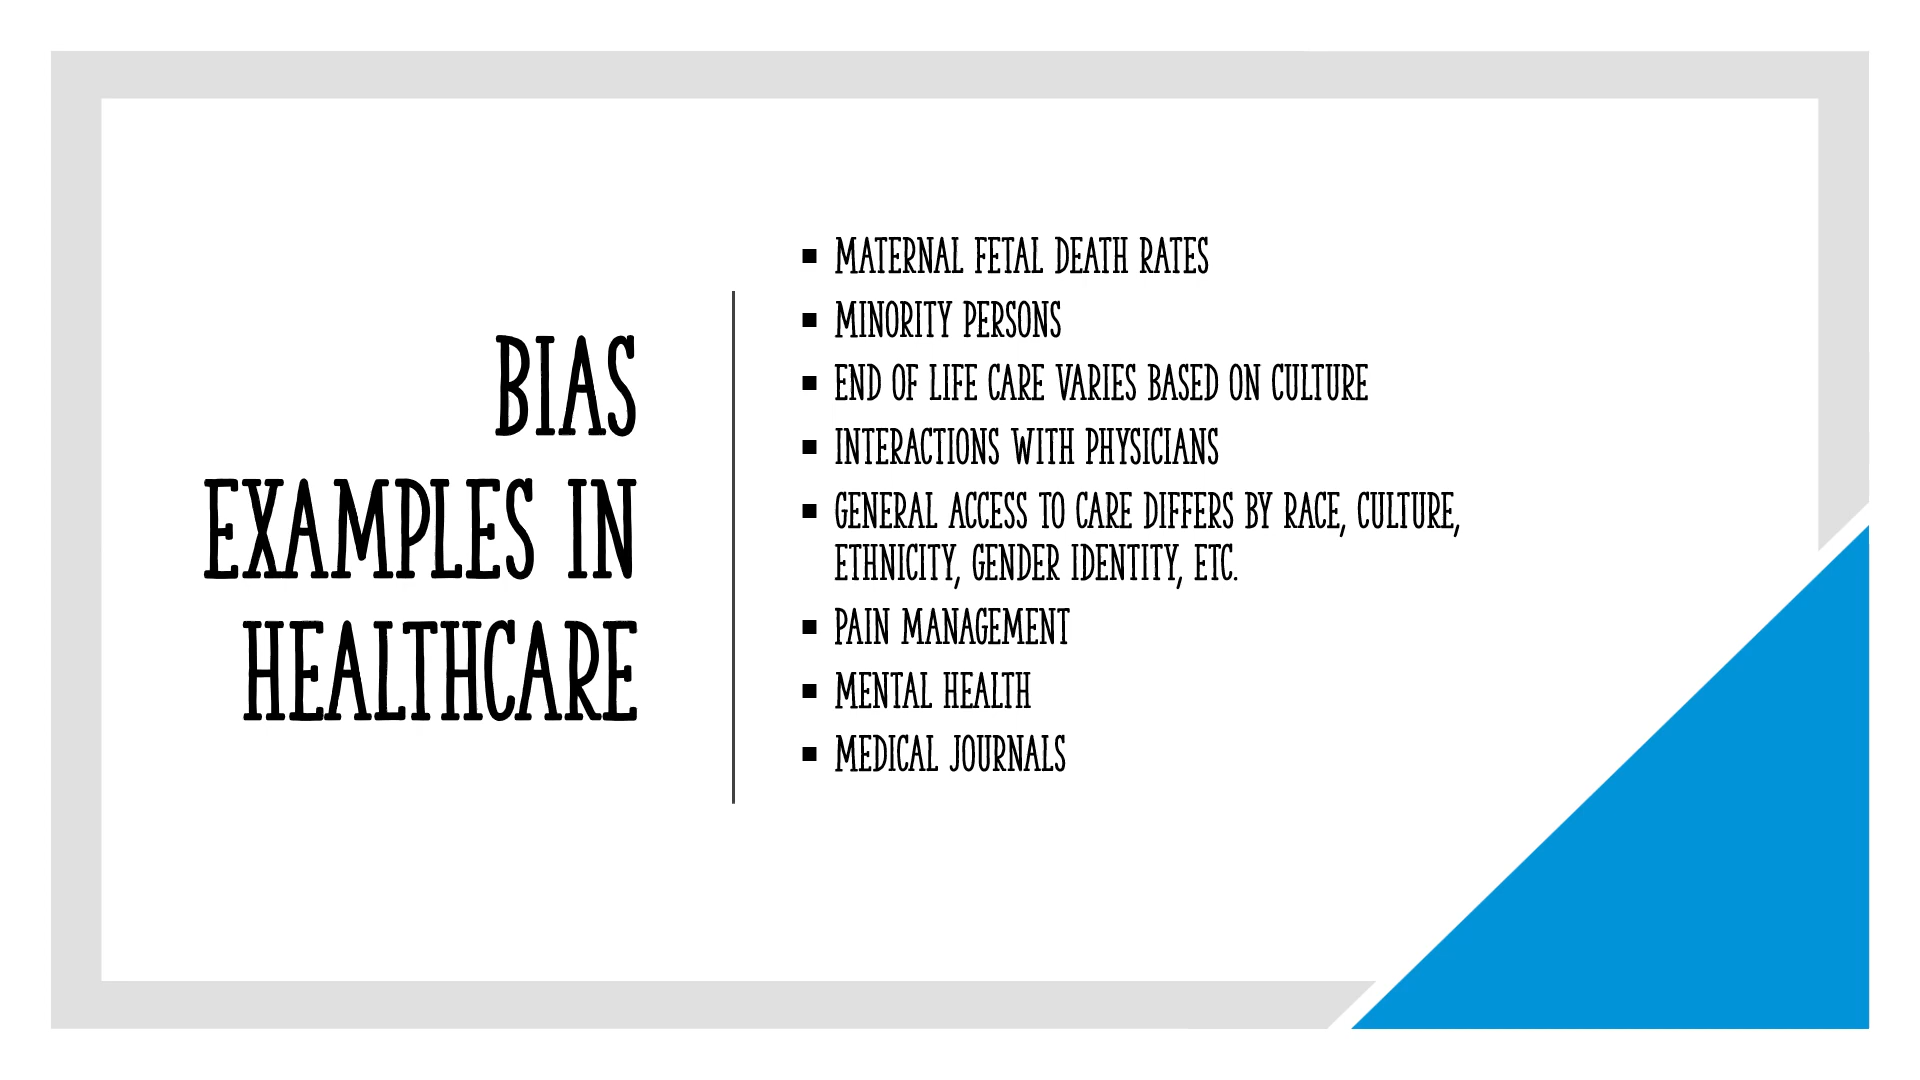 BIAS
EXAMPLES IN
HEALTHCARE
▪ MATERNAL FETAL DEATH RATES
▪ MINORITY PERSONS
▪ END OF LIFE CARE VARIES BASED ON CULTURE
▪ INTERACTIONS WITH PHYSICIANS
▪ GENERAL ACCESS TO CARE DIFFERS BY RACE, CULTURE,
ETHNICITY, GENDER IDENTITY, ETC.
▪ PAIN MANAGEMENT
▪ MENTAL HEALTH
▪ MEDICAL JOURNALS